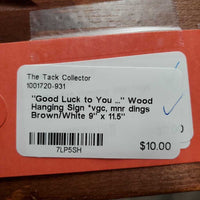 The Tack Collector
1001720-931
"Good Luck to You ..." Wood
Hanging Sign *vgc, mnr dings
Brown/White 9" x 11.5"
7LP5SH
$10.00